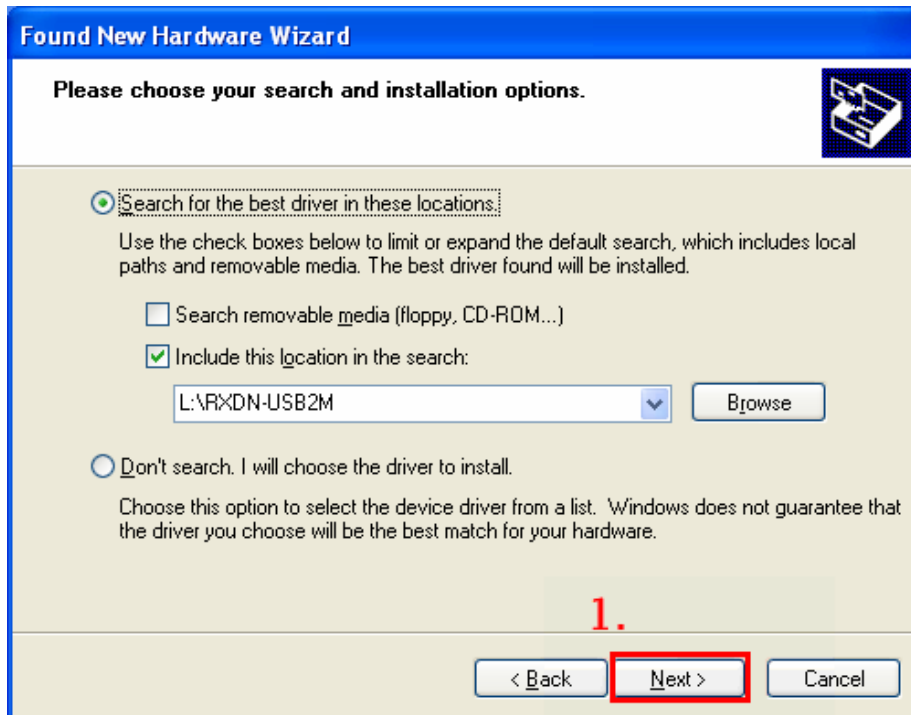 Found New Hardware Wizard
Please choose your search and installation options.
Search for the best driver in these locations.
Use the check boxes below to limit or expand the default search, which includes local
paths and removable media. The best driver found will be installed.
Search removable media (floppy, CD-ROM...)
Include this location in the search:
L:\RXDN-USB2M
Browse
Don't search. I will choose the driver to install.
Choose this option to select the device driver from a list. Windows does not guarantee that
the driver you choose will be the best match for your hardware.
1.
< Back Next > Cancel